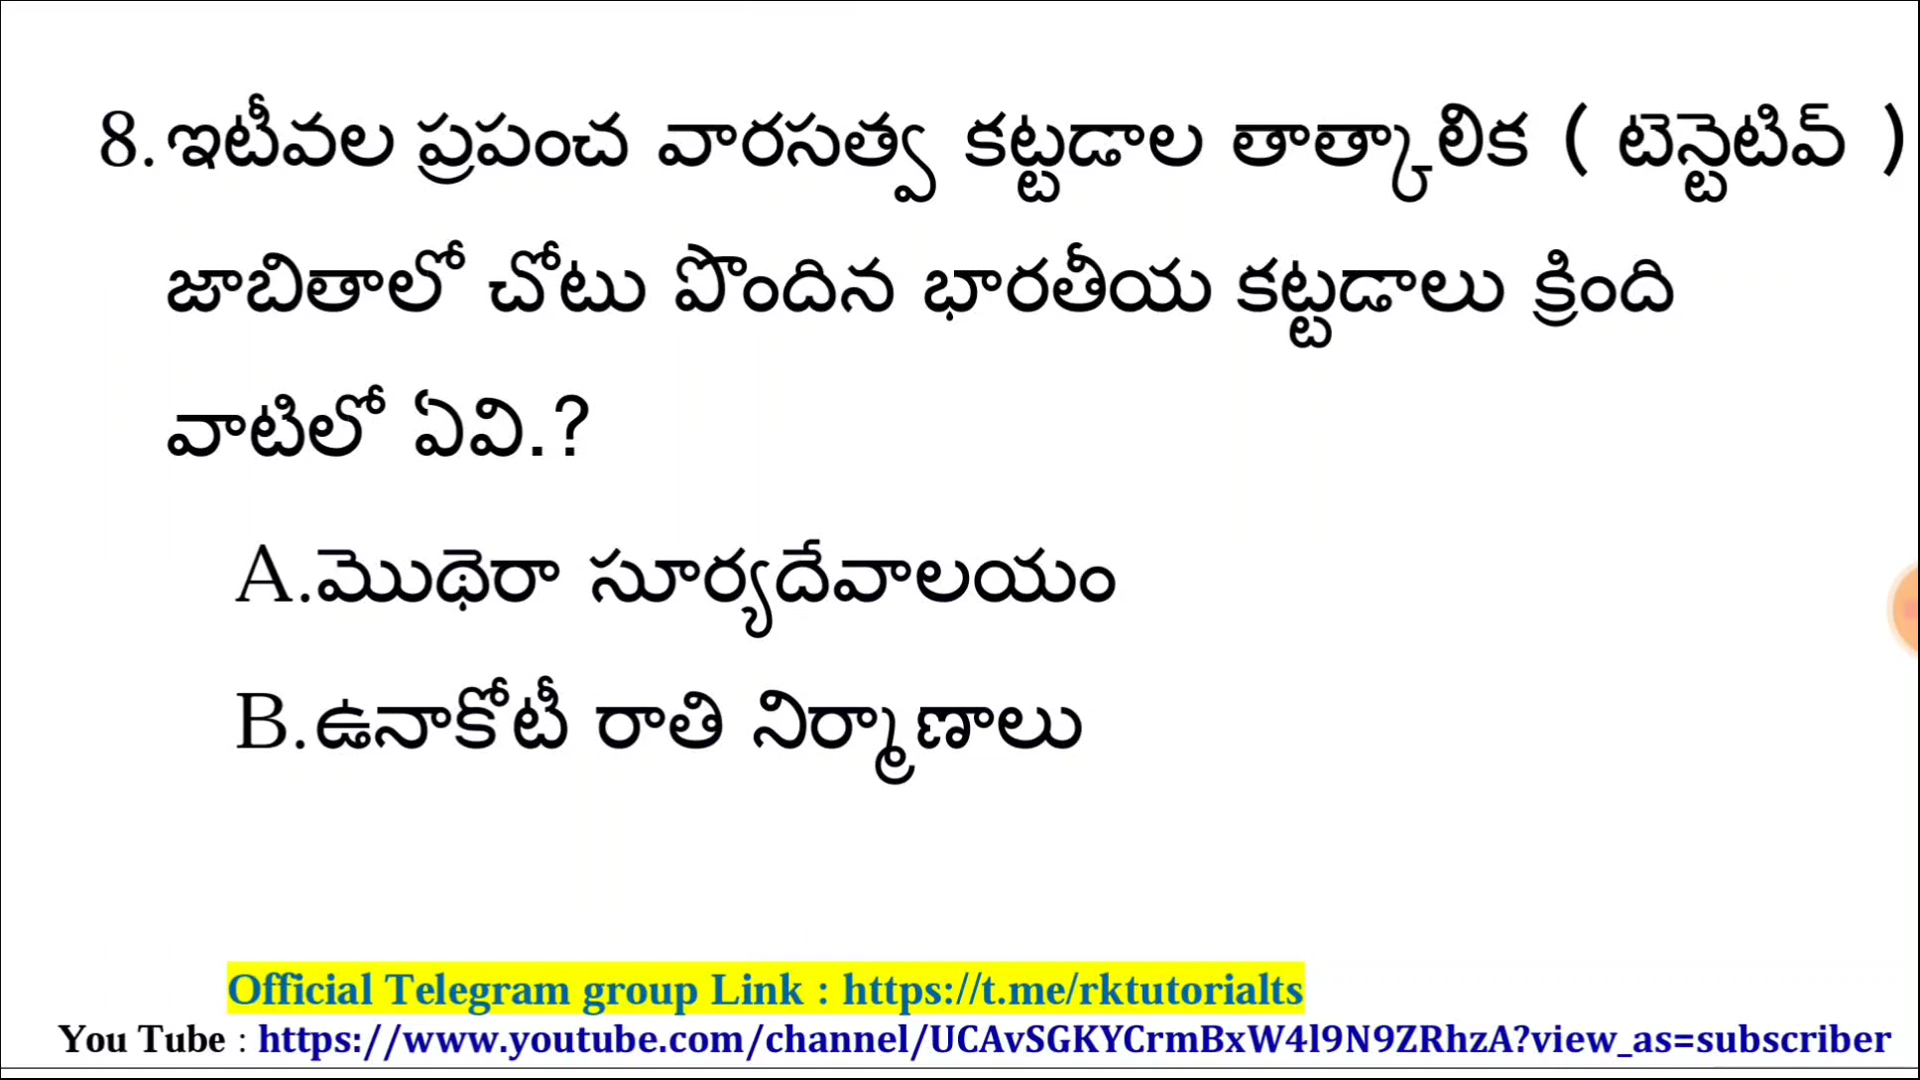 8. ఇటీవల ప్రపంచ వారసత్వ కట్టడాల తాత్కాలిక ( టెన్టెటివ్ )
జాబితాలో చోటు పొందిన భారతీయ కట్టడాలు క్రింది
వాటిలో ఏవి.?
A.మొథెరా సూర్యదేవాలయం
B.ఉనాకోటీ రాతి నిర్మాణాలు
Official Telegram group Link : https://t.me/rktutorialts
You Tube : https://www.youtube.com/channel/UCAvSGKYCrmBxW4l9N9ZRhzA?view_as=subscriber